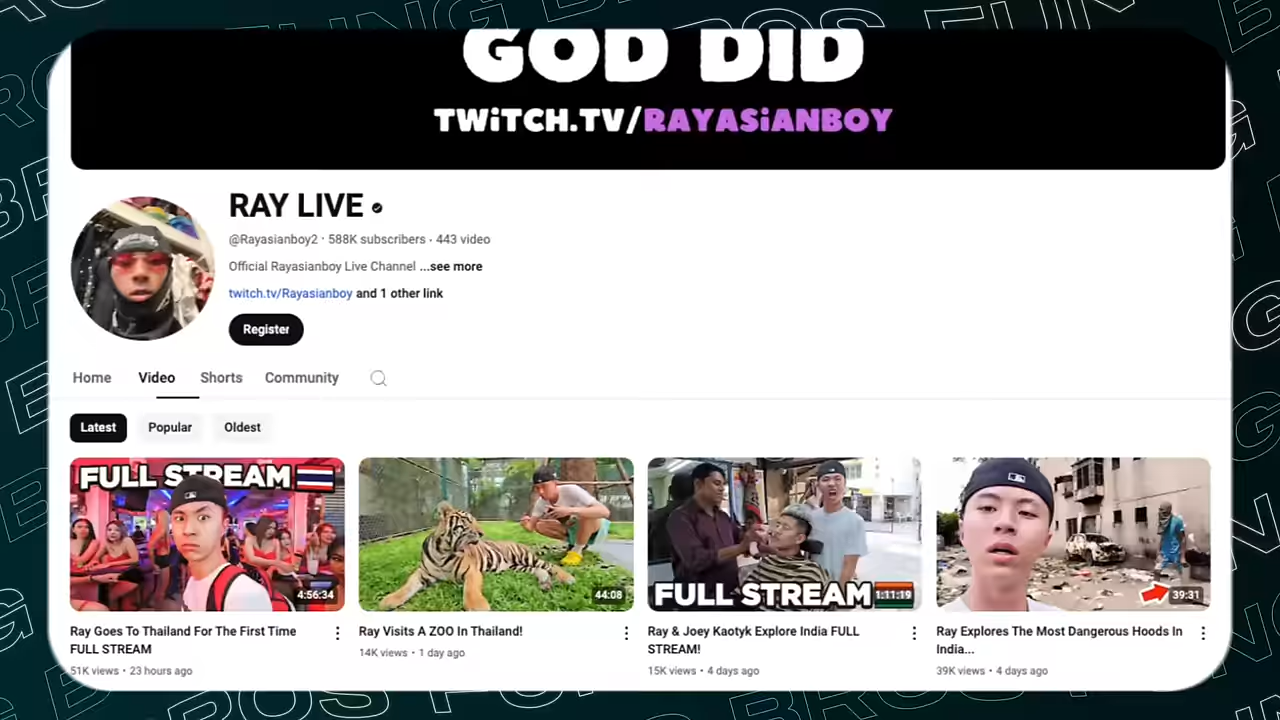 GOD DID
TWiTCH.TV/RAYASiANBOY
RAY LIVE
@Rayasianboy2 · 588K subscribers · 443 video
Official Rayasianboy Live Channel ...see more
twitch.tv/Rayasianboy and 1 other link
Register
Home Video Shorts Community
Latest Popular Oldest
FULL STREAM
4:56:34
44:08
FULL STREAM
1:11:19
39:31
Ray Goes To Thailand For The First Time
FULL STREAM
51K views • 23 hours ago
Ray Visits A ZOO In Thailand!
14K views • 1 day ago
Ray & Joey Kaotyk Explore India FULL
STREAM!
15K views • 4 days ago
Ray Explores The Most Dangerous Hoods In
India...
39K views • 4 days ago